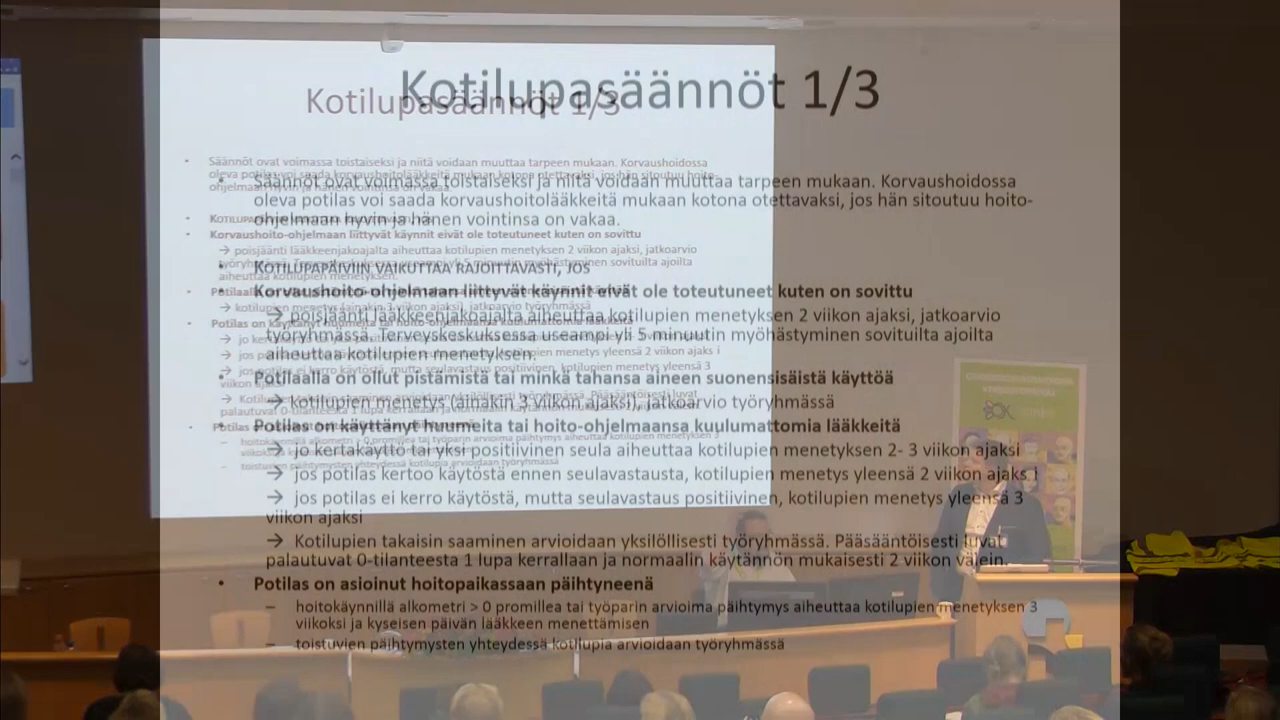 Kotilupasäännöt 1/3
• Säännöt ovat voimassa toistaiseksi ja niitä voidaan muuttaa tarpeen mukaan. Korvaushoidossa
oleva potilas voi saada korvaushoitolääkkeitä mukaan kotona otettavaksi, jos hän sitoutuu hoito-
ohjelmaan hyvin ja hänen vointinsa on vakaa.
• KOTILUPAPÄIVIIN VAIKUTTAA RAJOITTAVASTI, JOS
• Korvaushoito-ohjelmaan liittyvät käynnit eivät ole toteutuneet kuten on sovittu
→ poisjäänti lääkkeenjakoajalta aiheuttaa kotilupien menetyksen 2 viikon ajaksi, jatkoarvio
työryhmässä. Terveyskeskuksessa useampi yli 5 minuutin myöhästyminen sovituilta ajoilta
aiheuttaa kotilupien menetyksen.
• Potilaalla on ollut pistämistä tai minkä tahansa aineen suonensisäistä käyttöä
→ kotilupien menetys (ainakin 3 viikon ajaksi), jatkoarvio työryhmässä
• Potilas on käyttänyt huumeita tai hoito-ohjelmaansa kuulumattomia lääkkeitä
→ jo kertakäyttö tai yksi positiivinen seula aiheuttaa kotilupien menetyksen 2- 3 viikon ajaksi
→ jos potilas kertoo käytöstä ennen seulavastausta, kotilupien menetys yleensä 2 viikon ajaks i
→ jos potilas ei kerro käytöstä, mutta seulavastaus positiivinen, kotilupien menetys yleensä 3
viikon ajaksi
→ Kotilupien takaisin saaminen arvioidaan yksilöllisesti työryhmässä. Pääsääntöisesti luvat
palautuvat 0-tilanteesta 1 lupa kerrallaan ja normaalin käytännön mukaisesti 2 viikon välein.
• Potilas on asioinut hoitopaikassaan päihtyneenä
– hoitokäynnillä alkometri > 0 promillea tai työparin arvioima päihtymys aiheuttaa kotilupien menetyksen 3
viikoksi ja kyseisen päivän lääkkeen menettämisen
– toistuvien päihtymysten yhteydessä kotilupia arvioidaan työryhmässä